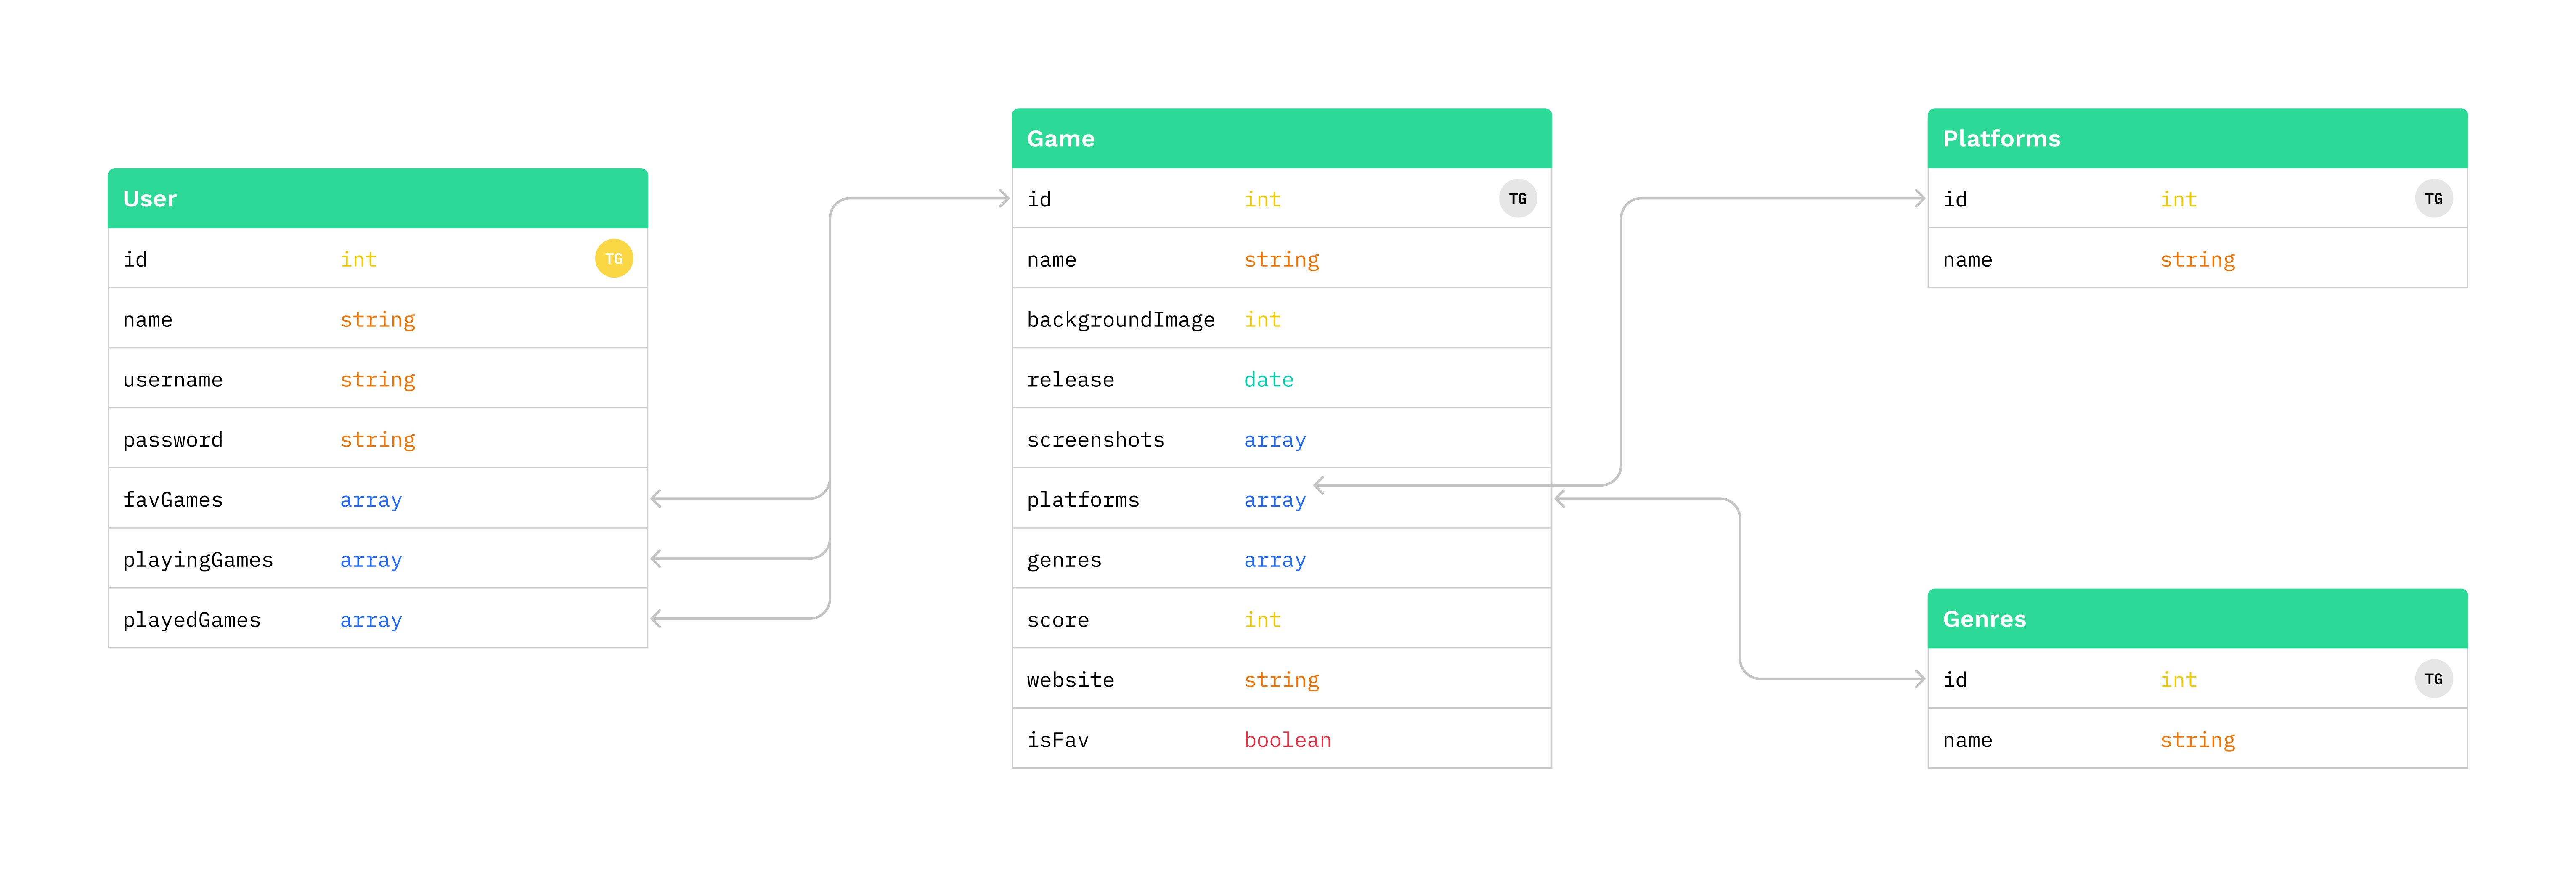 User
id int TG
name string
username string
password string
favGames array
playingGames array
playedGames array
Game
id int TG
name string
backgroundImage int
release date
screenshots array
platforms array
genres array
score int
website string
isFav boolean
Platforms
id int TG
name string
Genres
id int TG
name string